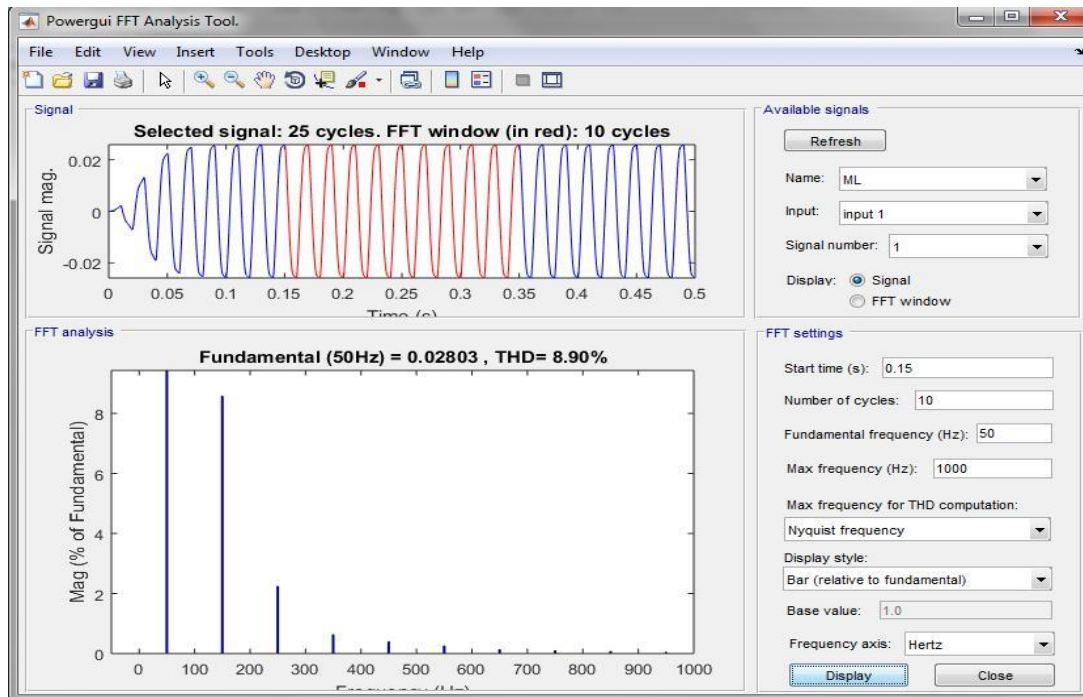 Powergui FFT Analysis Tool.
File Edit View Insert Tools Desktop Window Help
Signal
Selected signal: 25 cycles. FFT window (in red): 10 cycles
Signal mag.
0.02
0
-0.02
0 0.05 0.1 0.15 0.2 0.25 0.3 0.35 0.4 0.45 0.5
Time (s)
FFT analysis
Fundamental (50Hz) = 0.02803 , THD= 8.90%
Mag (% of Fundamental)
8
6
4
2
0
0 100 200 300 400 500 600 700 800 900 1000
Frequency (Hz)
Available signals
Refresh
Name: ML
Input: input 1
Signal number: 1
Display: Signal
FFT window
FFT settings
Start time (s): 0.15
Number of cycles: 10
Fundamental frequency (Hz): 50
Max frequency (Hz): 1000
Max frequency for THD computation:
Nyquist frequency
Display style:
Bar (relative to fundamental)
Base value: 1.0
Frequency axis: Hertz
Display Close